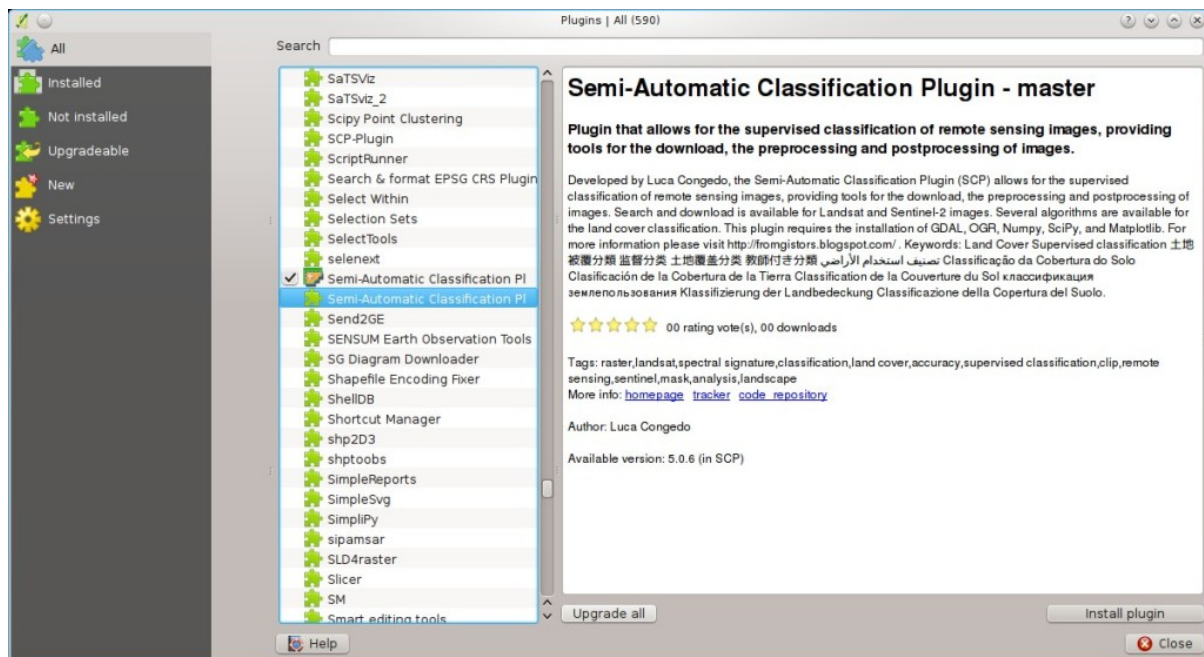 Plugins | All (590)
All
Installed
Not installed
Upgradeable
New
Settings
Search
SaTSViz
SaTSviz_2
Scipy Point Clustering
SCP-Plugin
ScriptRunner
Search & format EPSG CRS Plugin
Select Within
Selection Sets
SelectTools
selenext
Semi-Automatic Classification Pl
Semi-Automatic Classification Pl
Send2GE
SENSUM Earth Observation Tools
SG Diagram Downloader
Shapefile Encoding Fixer
ShellDB
Shortcut Manager
shp2D3
shptoobs
SimpleReports
SimpleSvg
SimpliPy
sipamsar
SLD4raster
Slicer
SM
Smart editing tools
Semi-Automatic Classification Plugin - master
Plugin that allows for the supervised classification of remote sensing images, providing
tools for the download, the preprocessing and postprocessing of images.
Developed by Luca Congedo, the Semi-Automatic Classification Plugin (SCP) allows for the supervised
classification of remote sensing images, providing tools for the download, the preprocessing and postprocessing of
images. Search and download is available for Landsat and Sentinel-2 images. Several algorithms are available for
the land cover classification. This plugin requires the installation of GDAL, OGR, Numpy, SciPy, and Matplotlib. For
more information please visit http://fromgistors.blogspot.com/ . Keywords: Land Cover Supervised classification 土地
被覆分類 监督分类 土地覆盖分类 教師付き分類 تصنيف استخدام الأراضي Classificação da Cobertura do Solo
Clasificación de la Cobertura de la Tierra Classification de la Couverture du Sol классификация
землепользования Klassifizierung der Landbedeckung Classificazione della Copertura del Suolo.
00 rating vote(s), 00 downloads
Tags: raster,landsat,spectral signature,classification,land cover,accuracy,supervised classification,clip,remote
sensing,sentinel,mask,analysis,landscape
More info: homepage tracker code_repository
Author: Luca Congedo
Available version: 5.0.6 (in SCP)
Upgrade all
Install plugin
Help
Close